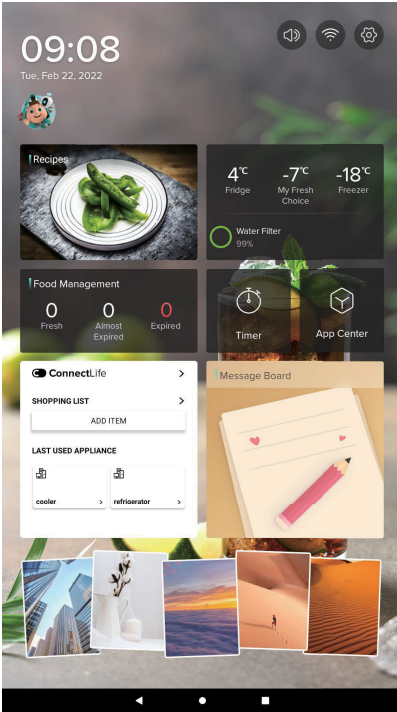 09:08
Tue, Feb 22, 2022
Recipes
4°C
Fridge
-7°C
My Fresh
Choice
-18°C
Freezer
Water Filter
99%
Food Management
0
Fresh
0
Almost
Expired
0
Expired
Timer
App Center
ConnectLife
SHOPPING LIST
ADD ITEM
LAST USED APPLIANCE
cooler
refrigerator
Message Board